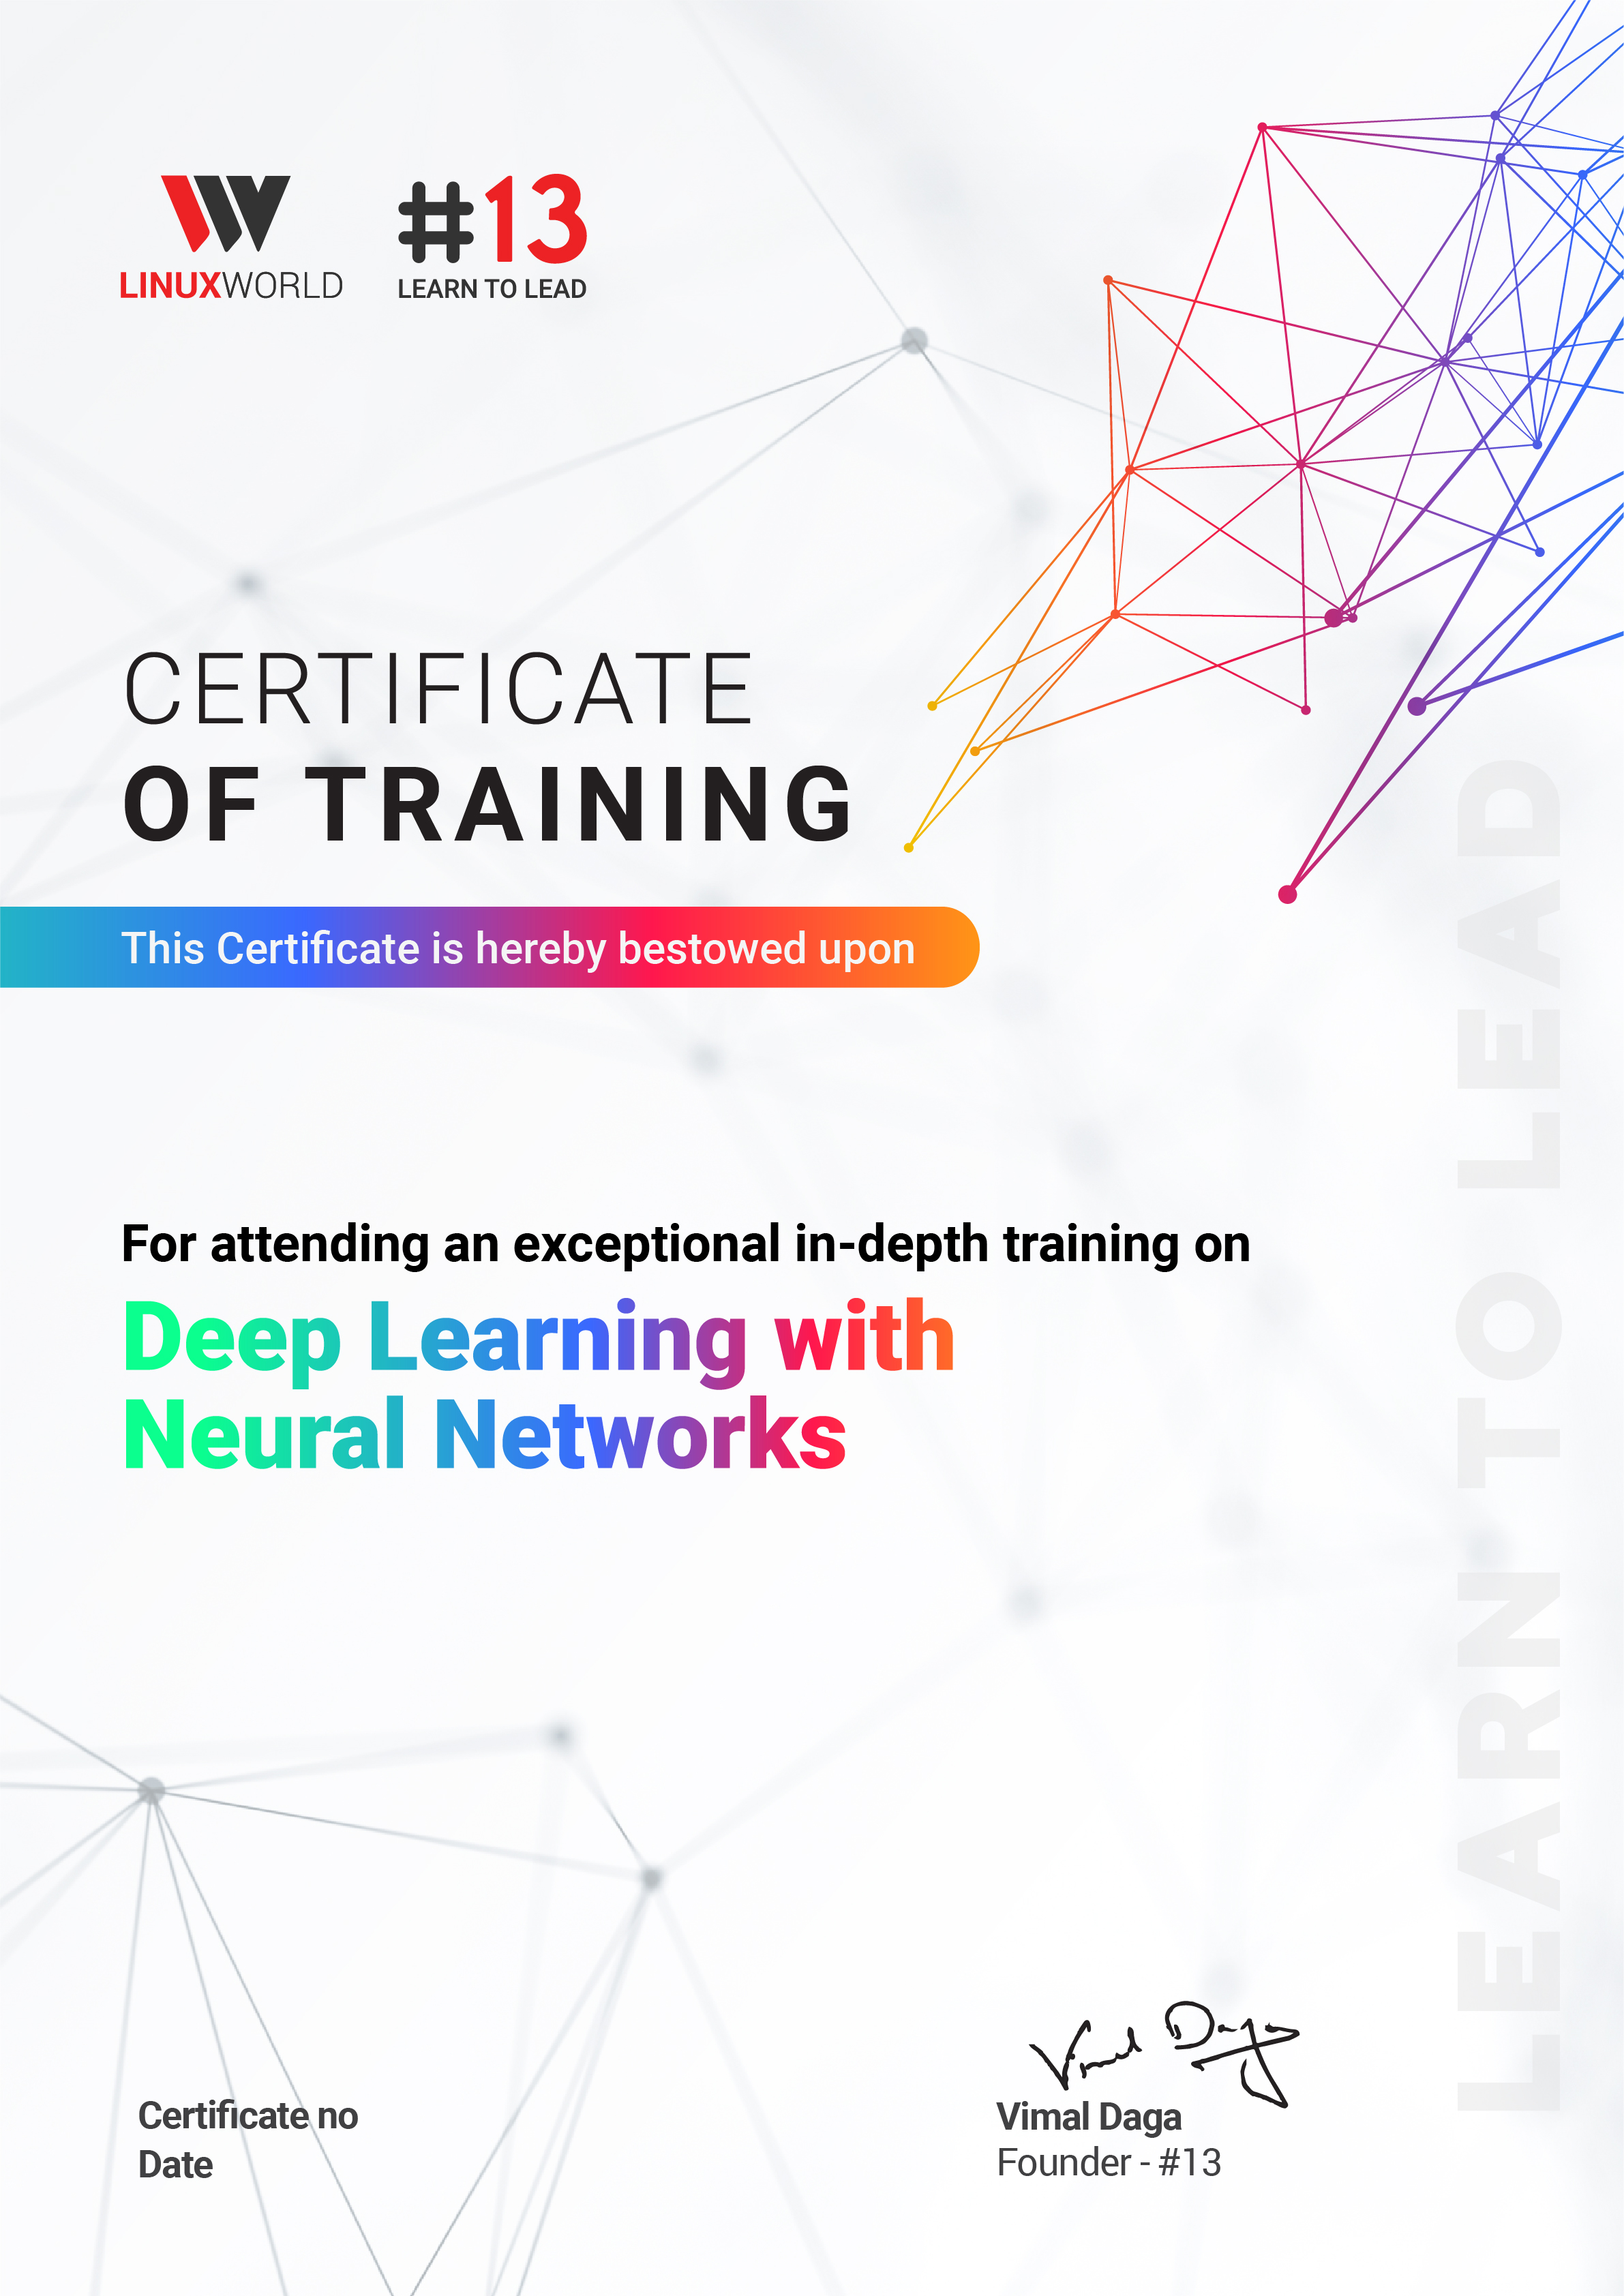 LINUXWORLD
#13
LEARN TO LEAD
CERTIFICATE
OF TRAINING
This Certificate is hereby bestowed upon
For attending an exceptional in-depth training on
Deep Learning with
Neural Networks
LEARN TO LEAD
Vimal Daga
Certificate no
Date
Vimal Daga
Founder - #13